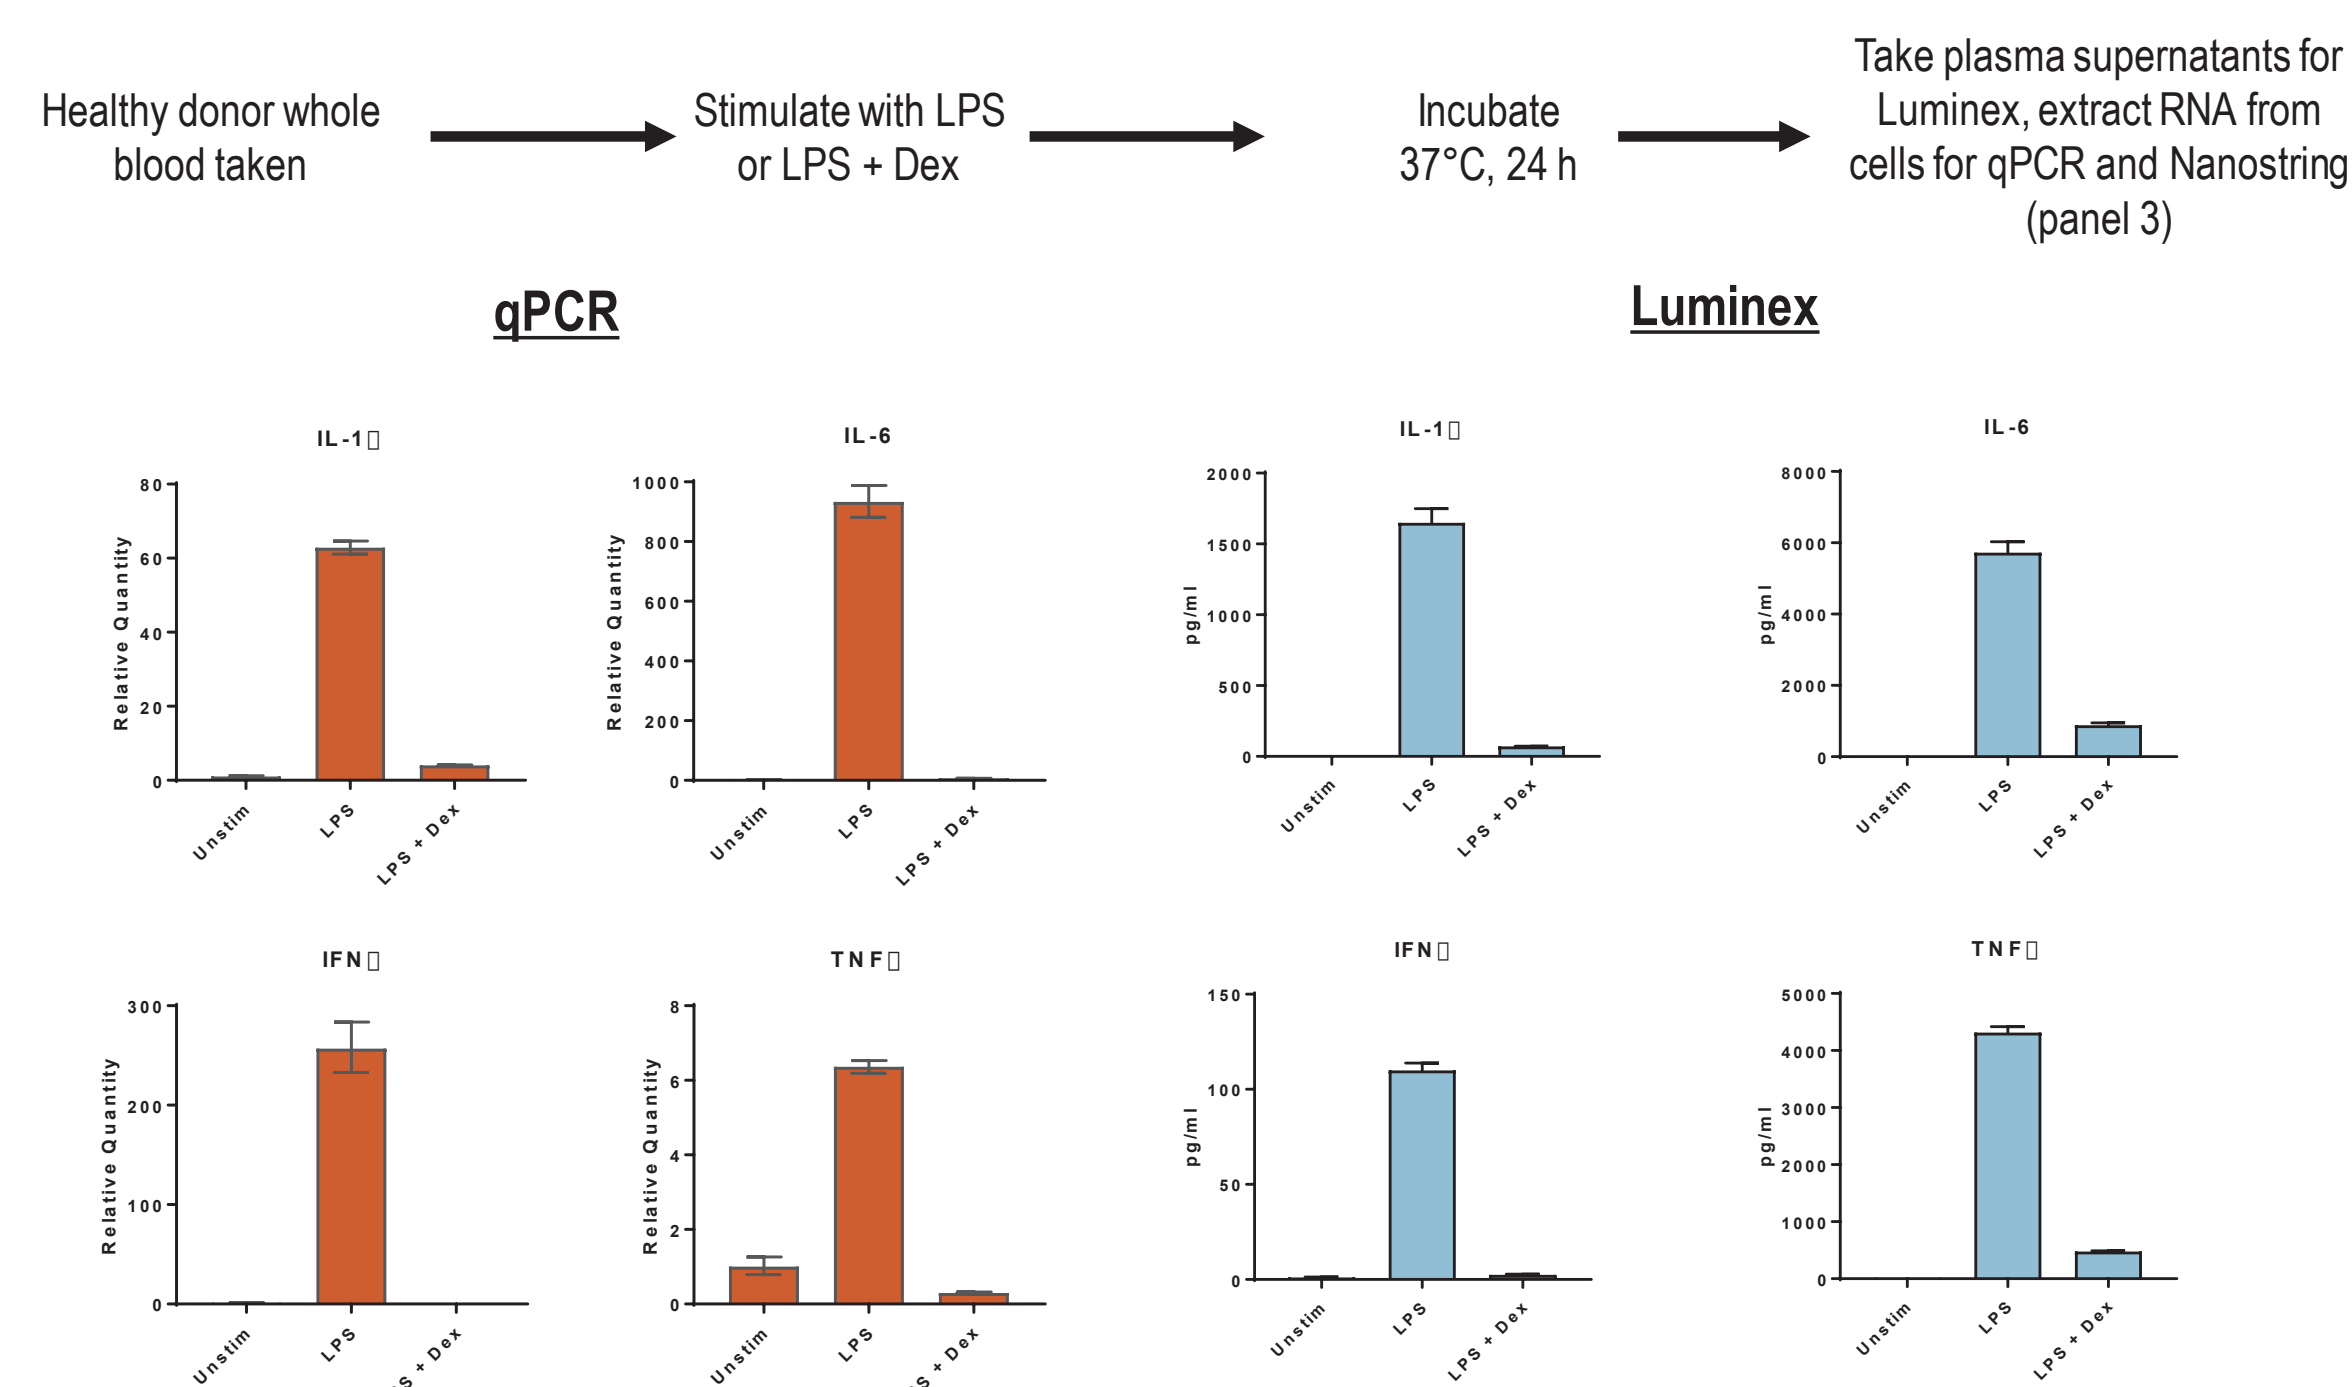 Healthy donor whole
blood taken
Stimulate with LPS
or LPS + Dex
Incubate
37°C, 24 h
Take plasma supernatants for
Luminex, extract RNA from
cells for qPCR and Nanostring
(panel 3)
qPCR
Luminex
IL-1▯
Relative Quantity
80
60
40
20
0
Unstim
LPS
LPS + Dex
IL-6
Relative Quantity
1000
800
600
400
200
0
Unstim
LPS
LPS + Dex
IL-1▯
pg/ml
2000
1500
1000
500
0
Unstim
LPS
LPS + Dex
IL-6
pg/ml
8000
6000
4000
2000
0
Unstim
LPS
LPS + Dex
IFN▯
Relative Quantity
300
200
100
0
Unstim
LPS
S + Dex
TNF▯
Relative Quantity
8
6
4
2
0
Unstim
LPS
S + Dex
IFN▯
pg/ml
150
100
50
0
Unstim
LPS
LPS + Dex
TNF▯
pg/ml
5000
4000
3000
2000
1000
0
Unstim
LPS
LPS + Dex